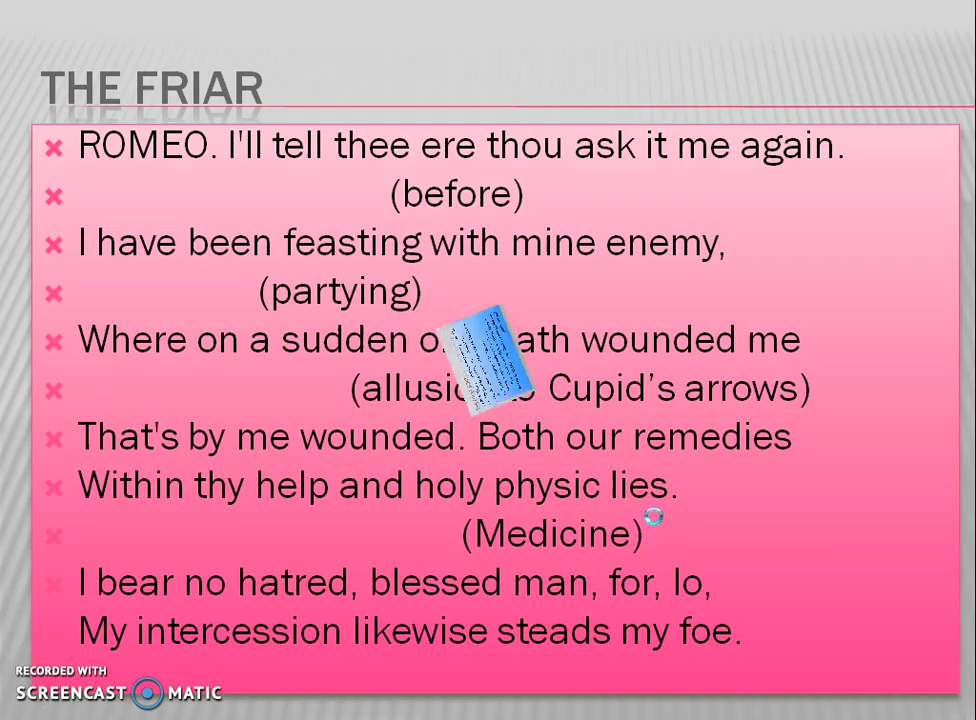 THE FRIAR
ROMEO. I'll tell thee ere thou ask it me again.
(before)
I have been feasting with mine enemy,
(partying)
Where on a sudden wounded me
Cupid's arrows)
That's by me wounded. Both our remedies
Within thy help and holy physic lies.
(Medicine)
I bear no hatred, blessed man, for, lo,
My intercession likewise steads my foe.
RECORDED WITH
SCREENCAST MATIC